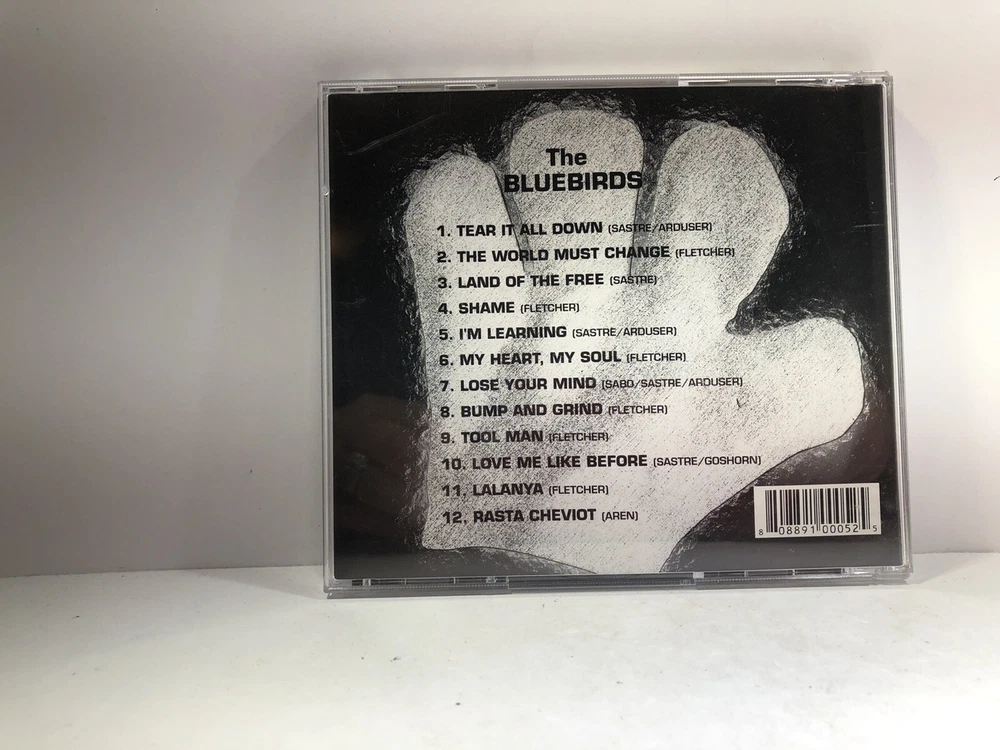 The
BLUEBIRDS
1. TEAR IT ALL DOWN (SASTRE/ARDUSER)
2. THE WORLD MUST CHANGE (FLETCHER)
3. LAND OF THE FREE (SASTRE)
4. SHAME (FLETCHER)
5. I'M LEARNING (SASTRE/ARDUSER)
6. MY HEART, MY SOUL (FLETCHER)
7. LOSE YOUR MIND (SABO/SASTRE/ARDUSER)
8. BUMP AND GRIND (FLETCHER)
9. TOOL MAN (FLETCHER)
10. LOVE ME LIKE BEFORE (SASTRE/GOSHORN)
11. LALANYA (FLETCHER)
12. RASTA CHEVIOT (AREN)
8 08891 00052 5